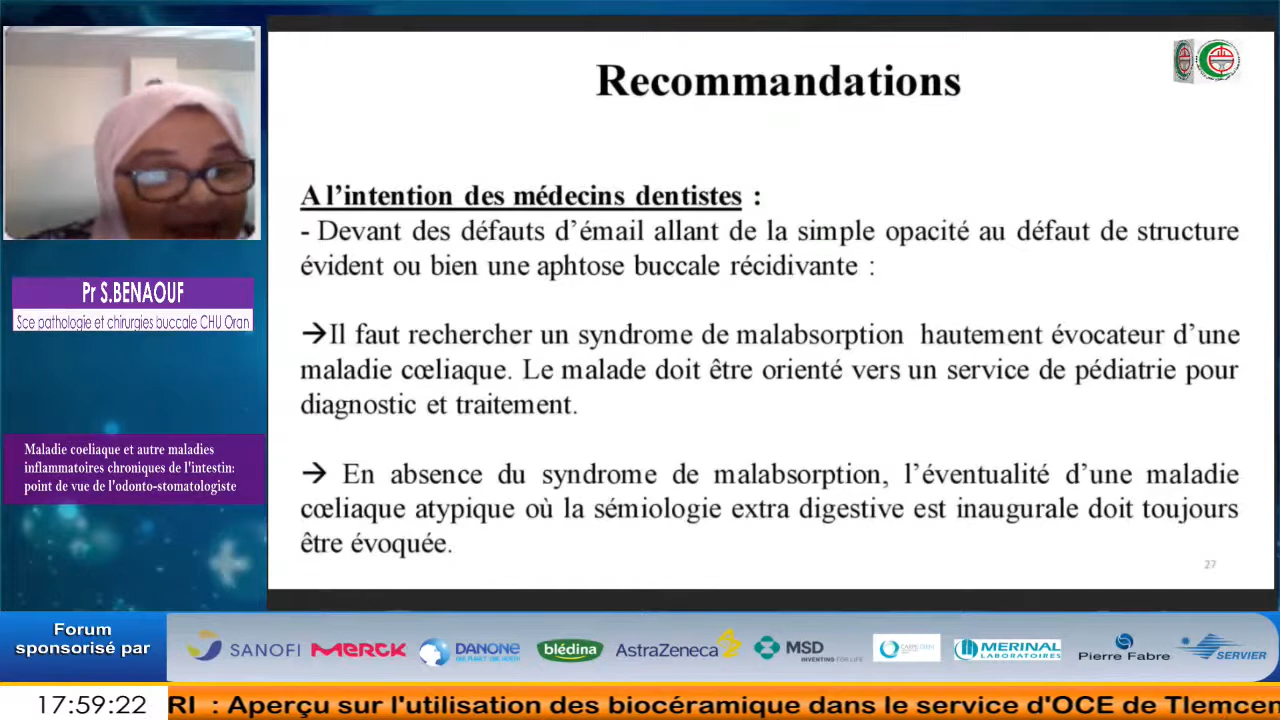 Recommandations
A l'intention des médecins dentistes :
- Devant des défauts d'émail allant de la simple opacité au défaut de structure
évident ou bien une aphtose buccale récidivante :
→Il faut rechercher un syndrome de malabsorption hautement évocateur d'une
maladie cœliaque. Le malade doit être orienté vers un service de pédiatrie pour
diagnostic et traitement.
→ En absence du syndrome de malabsorption, l'éventualité d'une maladie
cœliaque atypique où la sémiologie extra digestive est inaugurale doit toujours
être évoquée.
27
Pr S.BENAOUF
Sce pathologie et chirurgies buccale CHU Oran
Maladie coeliaque et autre maladies
inflammatoires chroniques de l'intestin:
point de vue de l'odonto-stomatologiste
Forum
sponsorisé par
SANOFI
MERCK
DANONE
blédina
AstraZeneca
MSD
INVENTING FOR LIFE
MERINAL
LABORATOIRES
Pierre Fabre
SERVIER
17:59:22
RI : Aperçu sur l'utilisation des biocéramique dans le service d'OCE de Tlemcen